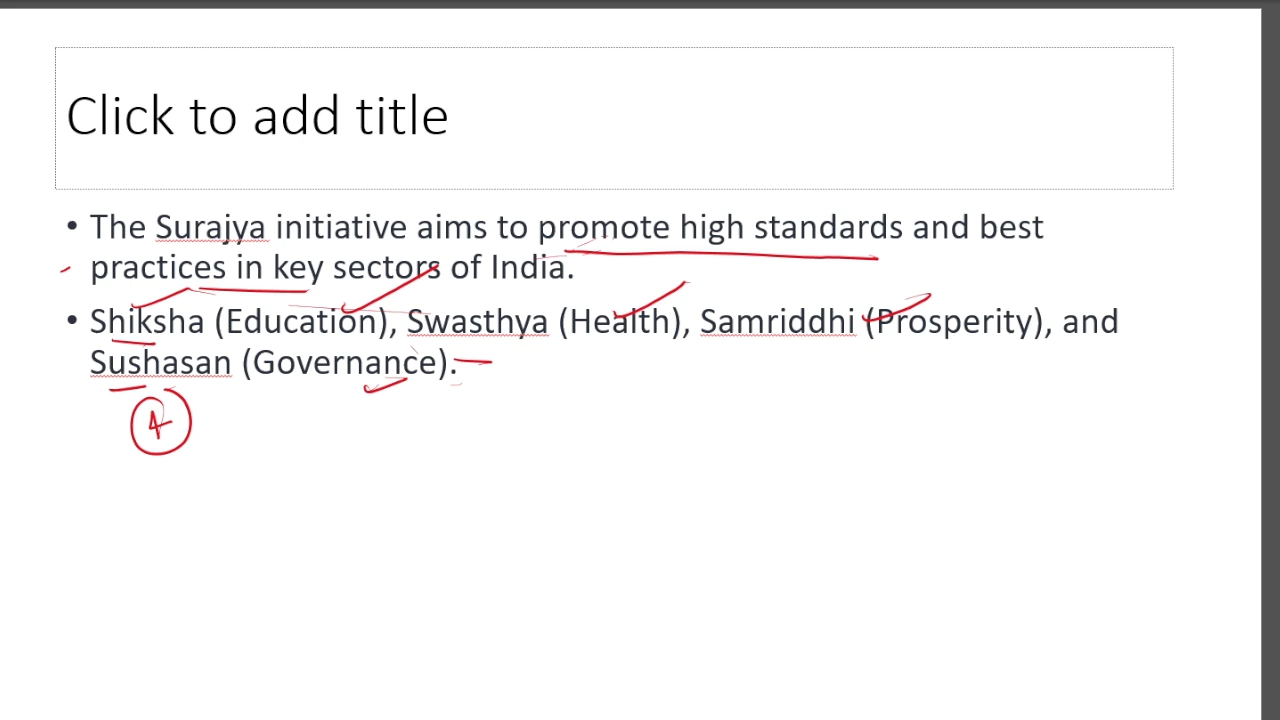 Click to add title
• The Surajya initiative aims to promote high standards and best
practices in key sectors of India.
• Shiksha (Education), Swasthya (Health), Samriddhi (Prosperity), and
Sushasan (Governance).
4